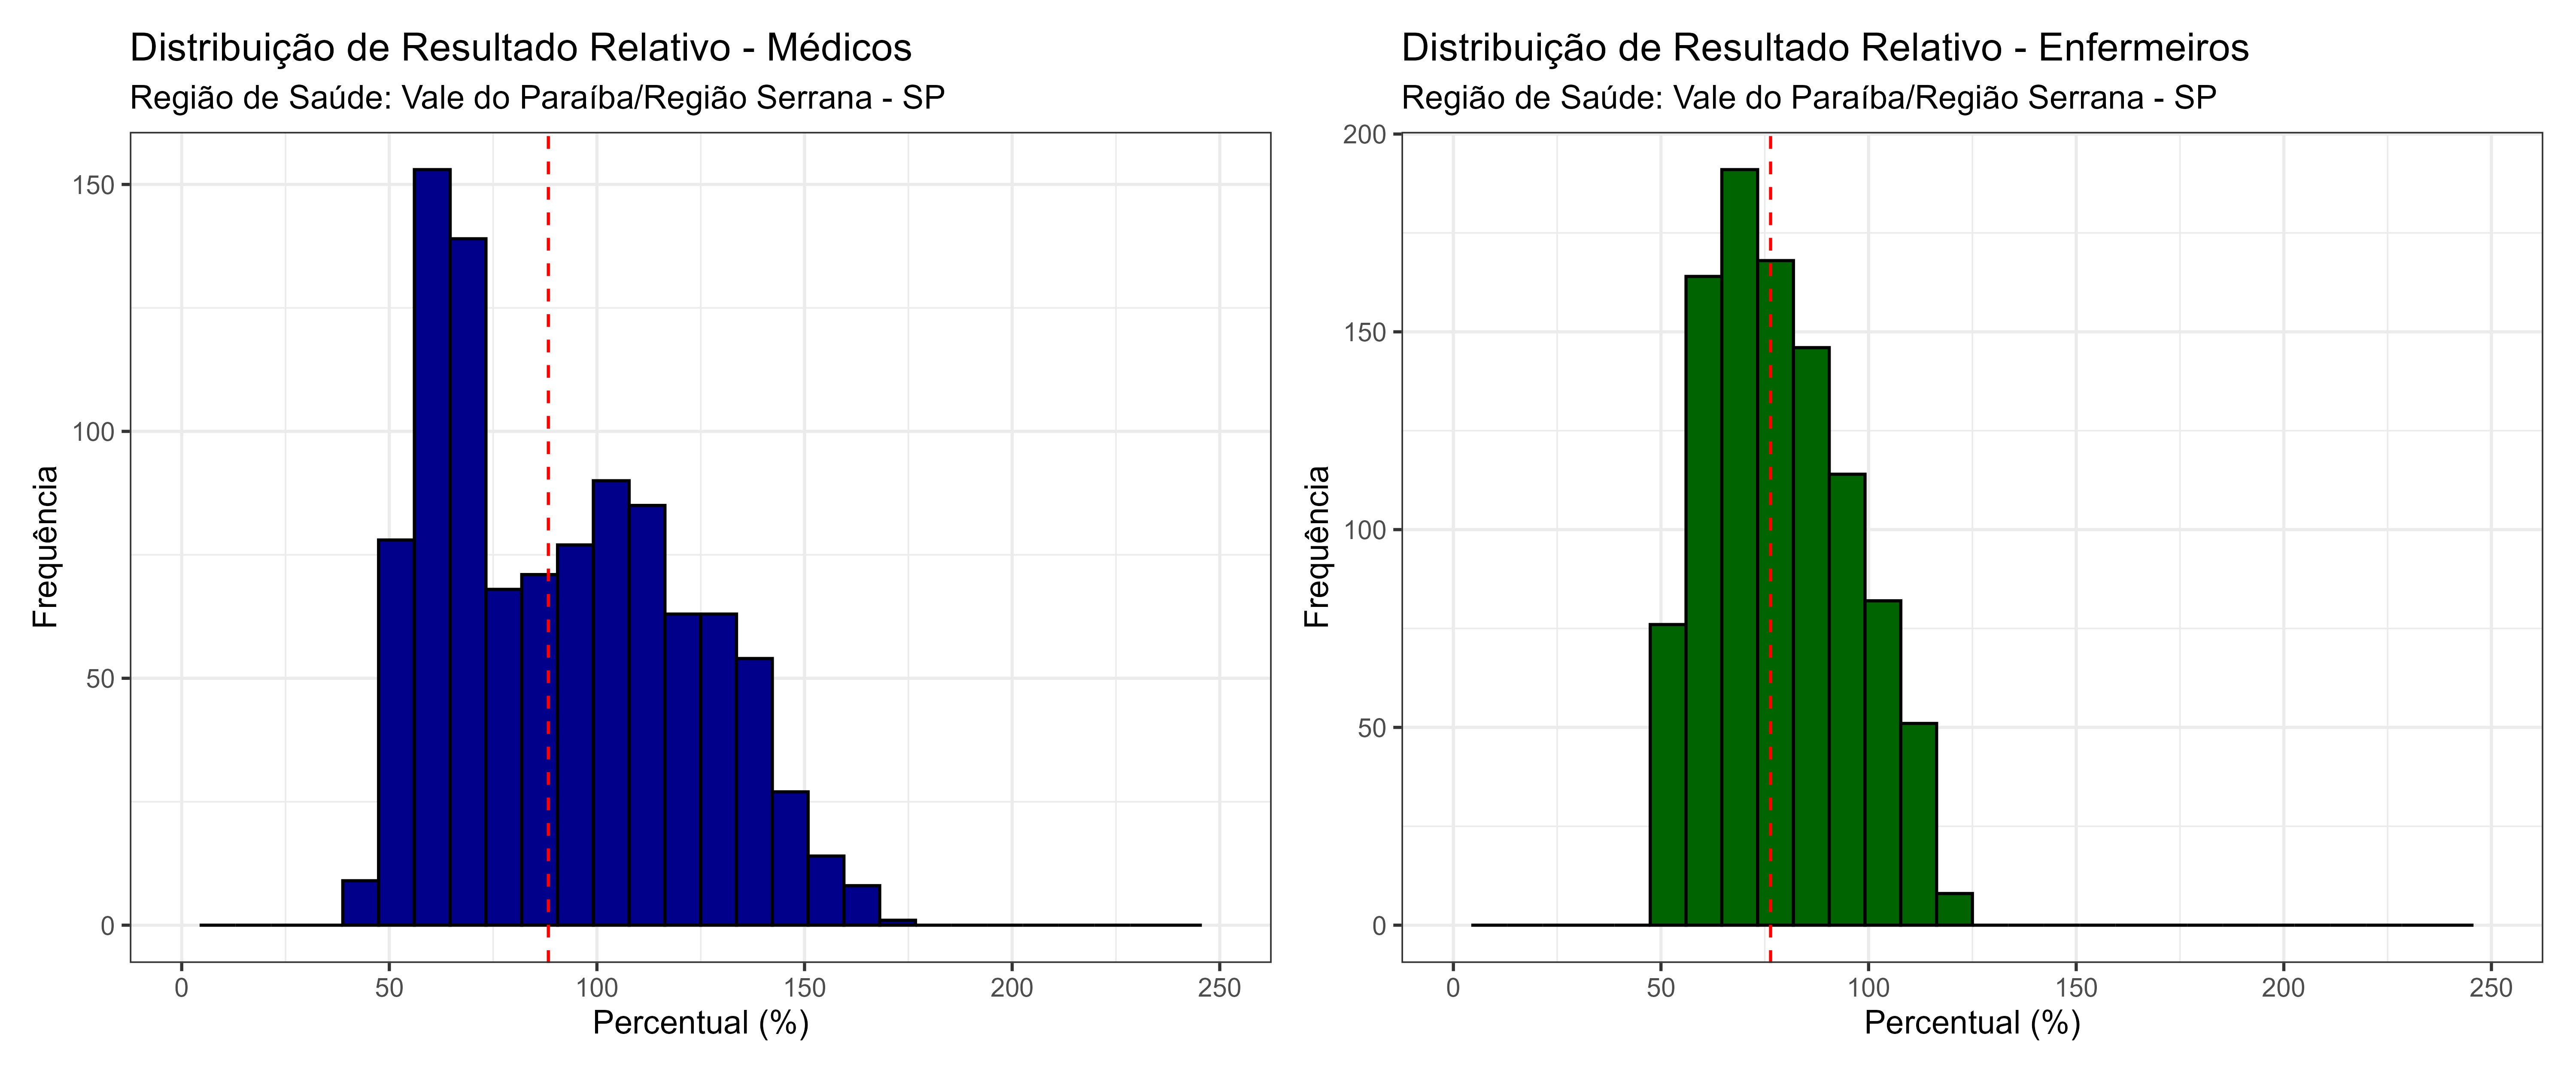 Distribuição de Resultado Relativo - Médicos
Região de Saúde: Vale do Paraíba/Região Serrana - SP
150
100
50
0
Frequência
0 50 100 150 200 250
Percentual (%)
Distribuição de Resultado Relativo - Enfermeiros
Região de Saúde: Vale do Paraíba/Região Serrana - SP
200
150
100
50
0
Frequência
0 50 100 150 200 250
Percentual (%)